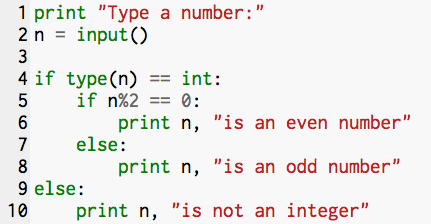 1 print "Type a number:"
2 n = input()
3
4 if type(n) == int:
5     if n%2 == 0:
6         print n, "is an even number"
7     else:
8         print n, "is an odd number"
9 else:
10     print n, "is not an integer"